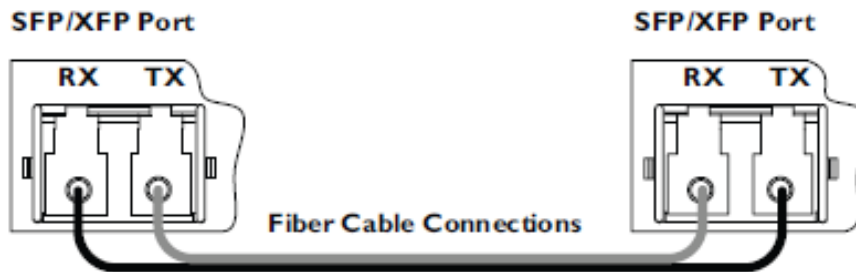 SFP/XFP Port
SFP/XFP Port
RX TX
RX TX
Fiber Cable Connections